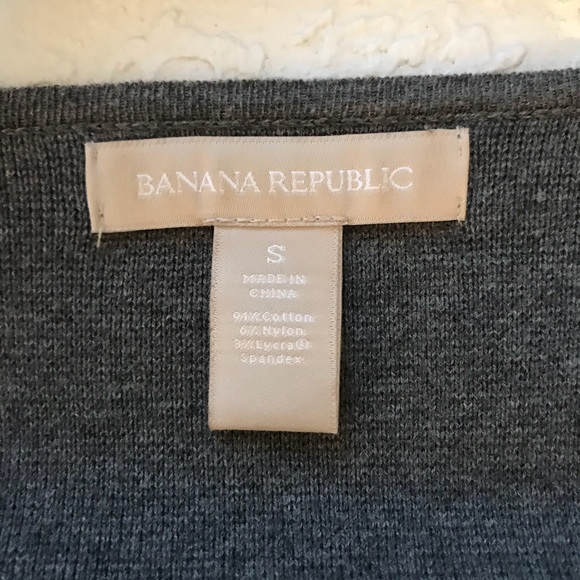 BANANA REPUBLIC
S
MADE IN
CHINA
91% Cotton
6% Nylon
3% Lycra®
Spandex